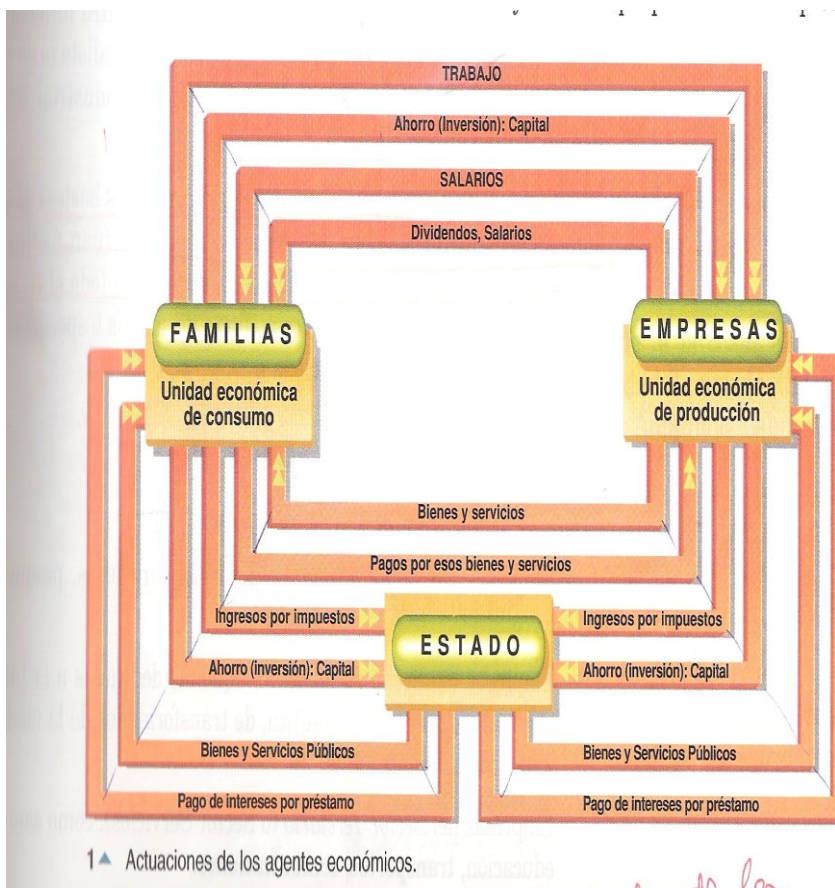 TRABAJO
Ahorro (Inversión): Capital
SALARIOS
Dividendos, Salarios
FAMILIAS
Unidad económica
de consumo
EMPRESAS
Unidad económica
de producción
Bienes y servicios
Pagos por esos bienes y servicios
Ingresos por impuestos
Ingresos por impuestos
ESTADO
Ahorro (inversión): Capital
Ahorro (inversión): Capital
Bienes y Servicios Públicos
Bienes y Servicios Públicos
Pago de intereses por préstamo
Pago de intereses por préstamo
1▲ Actuaciones de los agentes económicos.